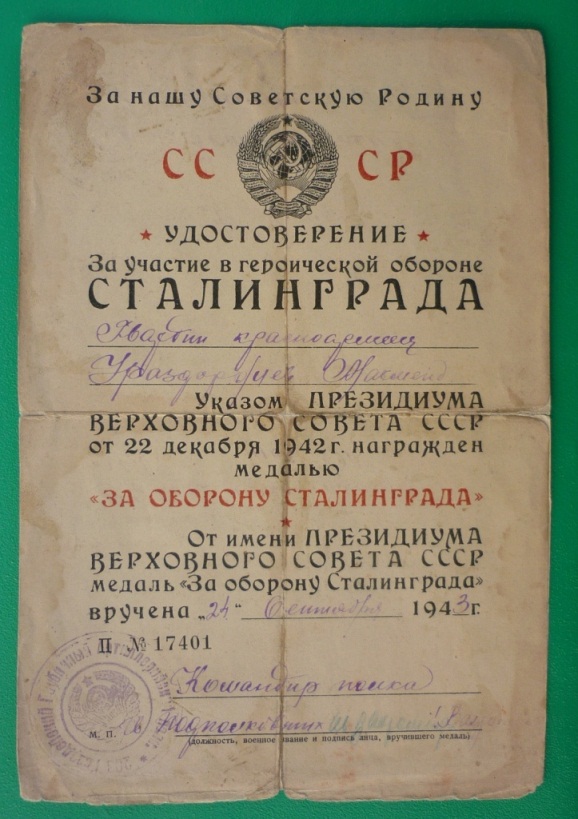 За нашу Советскую Родину
СС СР
УДОСТОВЕРЕНИЕ
За участие в героической обороне
СТАЛИНГРАДА
красноармеец
Указом ПРЕЗИДИУМА
ВЕРХОВНОГО СОВЕТА СССР
от 22 декабря 1942 г. награжден
медалью
«ЗА ОБОРОНУ СТАЛИНГРАДА»
От имени ПРЕЗИДИУМА
ВЕРХОВНОГО СОВЕТА СССР
медаль «За оборону Сталинграда»
вручена „24“ Сентября 1943 г.
П № 17401
Командир полка
М. П. Подполковник
(должность, военное звание и подпись лица, вручившего медаль)